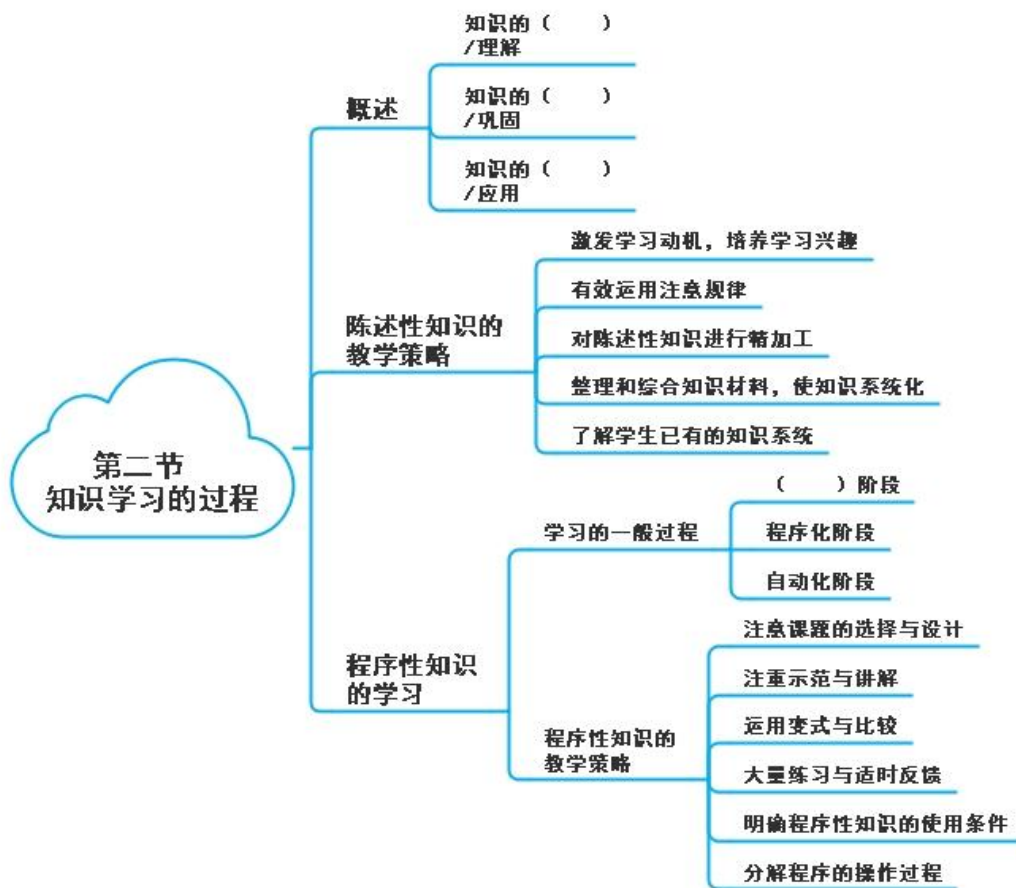 知识的（　　）
/理解
知识的（　　）
/巩固
知识的（　　）
/应用
概述
激发学习动机，培养学习兴趣
有效运用注意规律
对陈述性知识进行精加工
整理和综合知识材料，使知识系统化
了解学生已有的知识系统
陈述性知识的
教学策略
第二节
知识学习的过程
（　　）阶段
程序化阶段
自动化阶段
学习的一般过程
程序性知识
的学习
注意课题的选择与设计
注重示范与讲解
运用变式与比较
大量练习与适时反馈
明确程序性知识的使用条件
分解程序的操作过程
程序性知识的
教学策略